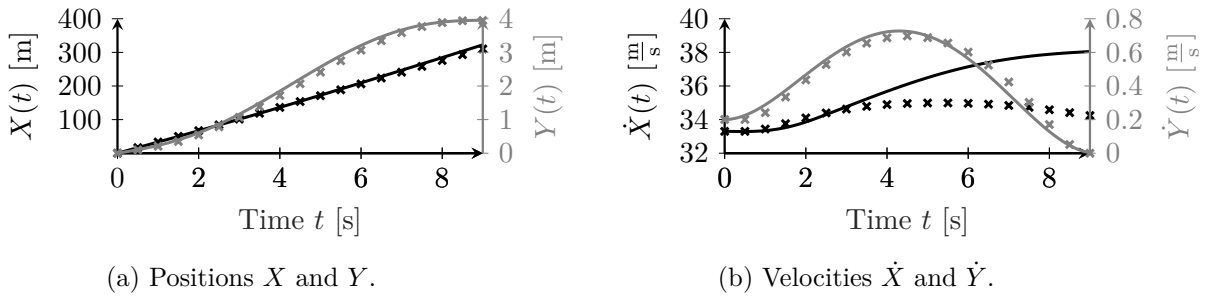 400
300
200
100
X(t) [m]
0 2 4 6 8
Time t [s]
4
3
2
1
0
Y(t) [m]
(a) Positions X and Y.
40
38
36
34
32
Ẋ(t) [m/s]
0 2 4 6 8
Time t [s]
0.8
0.6
0.4
0.2
0
Ẏ(t) [m/s]
(b) Velocities Ẋ and Ẏ.